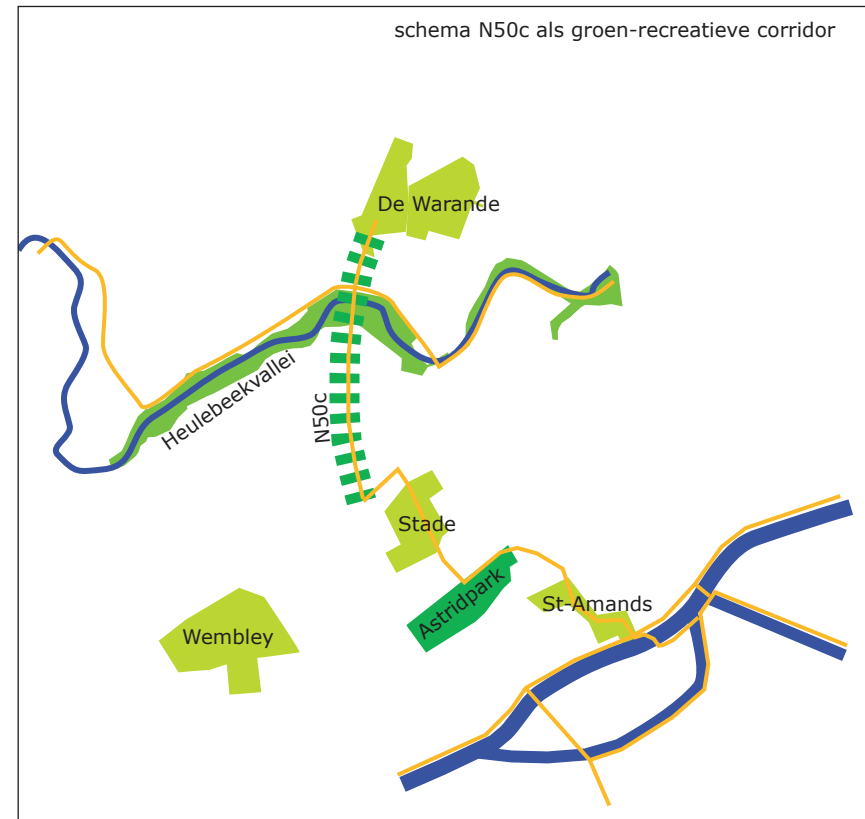 schema N50c als groen-recreatieve corridor
De Warande
Heulebeekvallei
N50c
Stade
Astridpark
St-Amands
Wembley